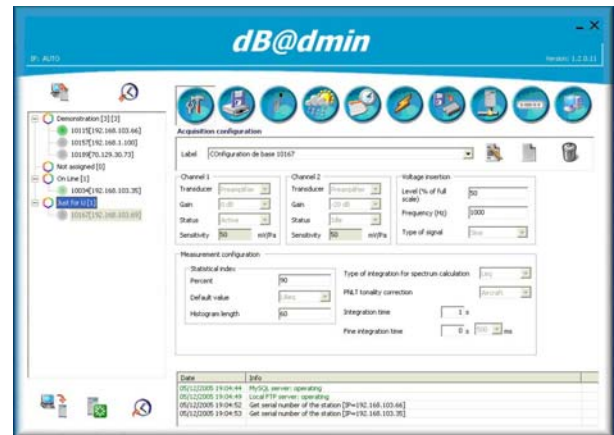 dB@dmin
IP: AUTO
Version: 1.2.0.11
Demonstration [3] [3]
10115[192.168.103.66]
10157[192.168.1.100]
10189[70.129.30.73]
Not assigned [0]
On Line [1]
10034[192.168.103.35]
Just for U [1]
10167[192.168.103.69]
Acquisition configuration
Label COnfiguration de base 10167
Channel 1
Transducer Preamplifier
Gain 0 dB
Status Active
Sensitivity 50 mV/Pa
Channel 2
Transducer Preamplifier
Gain -20 dB
Status Idle
Sensitivity 50 mV/Pa
Voltage insertion
Level (% of full scale) 50
Frequency (Hz) 1000
Type of signal Sine
Measurement configuration
Statistical index
Percent 90
Default value
Histogram length 60
Type of integration for spectrum calculation Leq
PNLT tonality correction Aircraft
Integration time 1 s
Fine integration time 0 s 500 ms
Date Info
05/12/2005 19:04:44 MySQL server: operating
05/12/2005 19:04:49 Local FTP server: operating
05/12/2005 19:04:52 Get serial number of the station [IP=192.168.103.66]
05/12/2005 19:04:53 Get serial number of the station [IP=192.168.103.35]